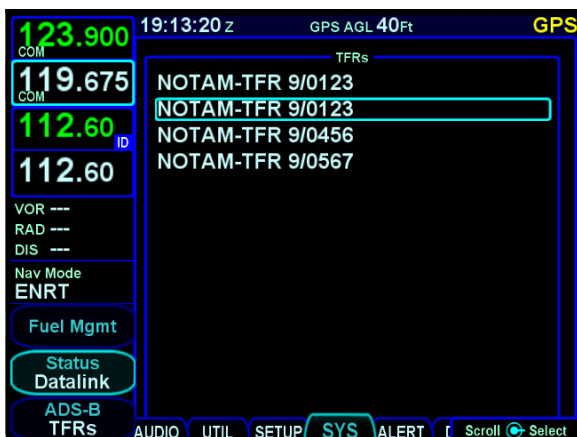 123.900
COM
119.675
COM
112.60
ID
112.60
VOR ---
RAD ---
DIS ---
Nav Mode
ENRT
Fuel Mgmt
Status
Datalink
ADS-B
TFRs
19:13:20 Z GPS AGL 40Ft GPS
TFRs
NOTAM-TFR 9/0123
NOTAM-TFR 9/0123
NOTAM-TFR 9/0456
NOTAM-TFR 9/0567
AUDIO UTIL SETUP SYS ALERT Scroll Select